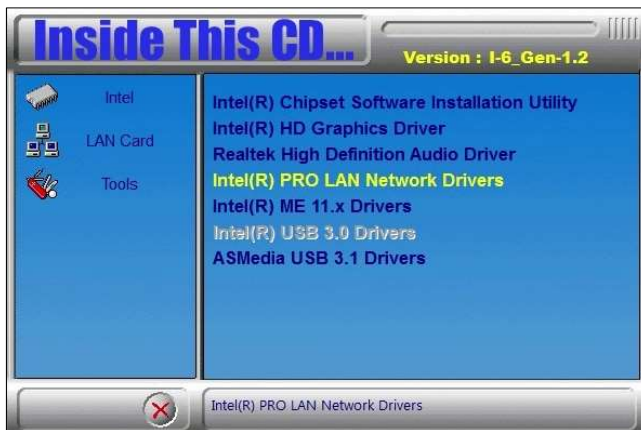 Inside This CD...
Version : I-6_Gen-1.2
Intel
LAN Card
Tools
Intel(R) Chipset Software Installation Utility
Intel(R) HD Graphics Driver
Realtek High Definition Audio Driver
Intel(R) PRO LAN Network Drivers
Intel(R) ME 11.x Drivers
Intel(R) USB 3.0 Drivers
ASMedia USB 3.1 Drivers
Intel(R) PRO LAN Network Drivers